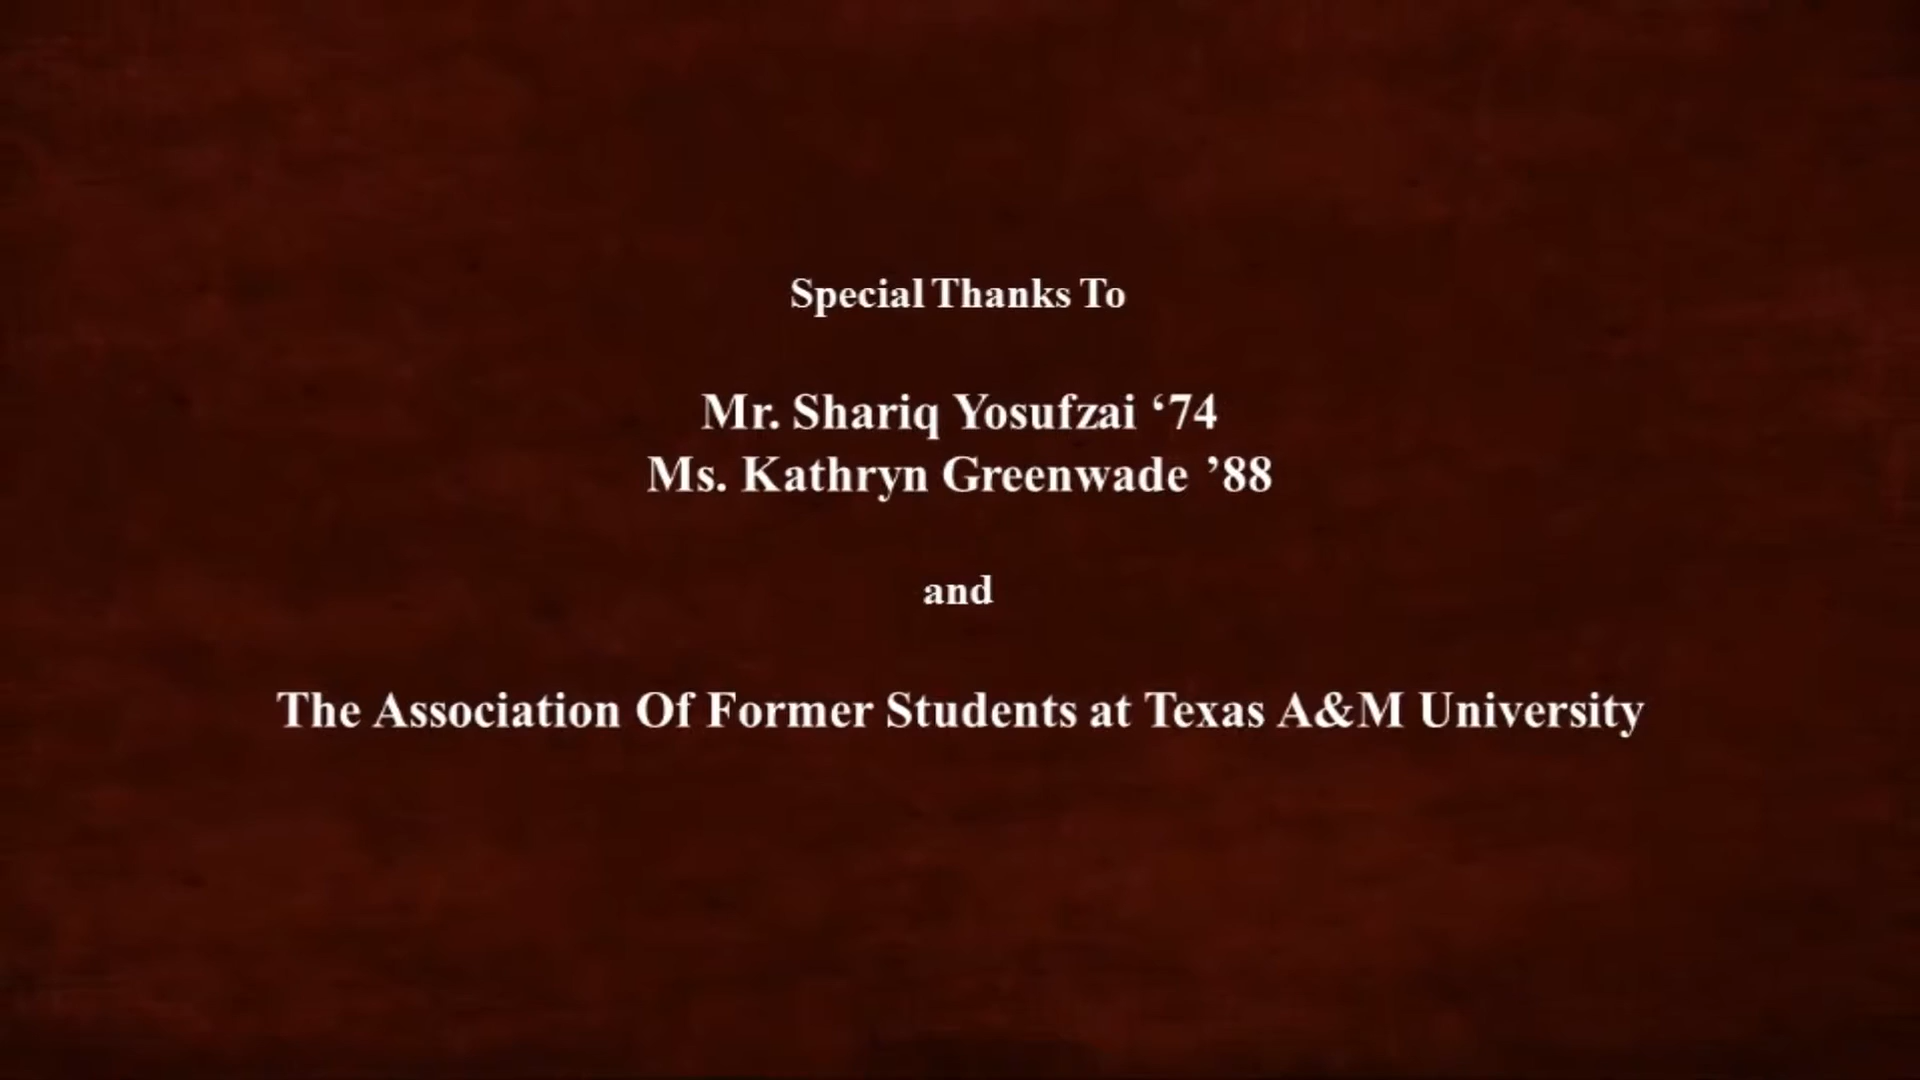 Special Thanks To
Mr. Shariq Yosufzai ‘74
Ms. Kathryn Greenwade ’88
and
The Association Of Former Students at Texas A&M University